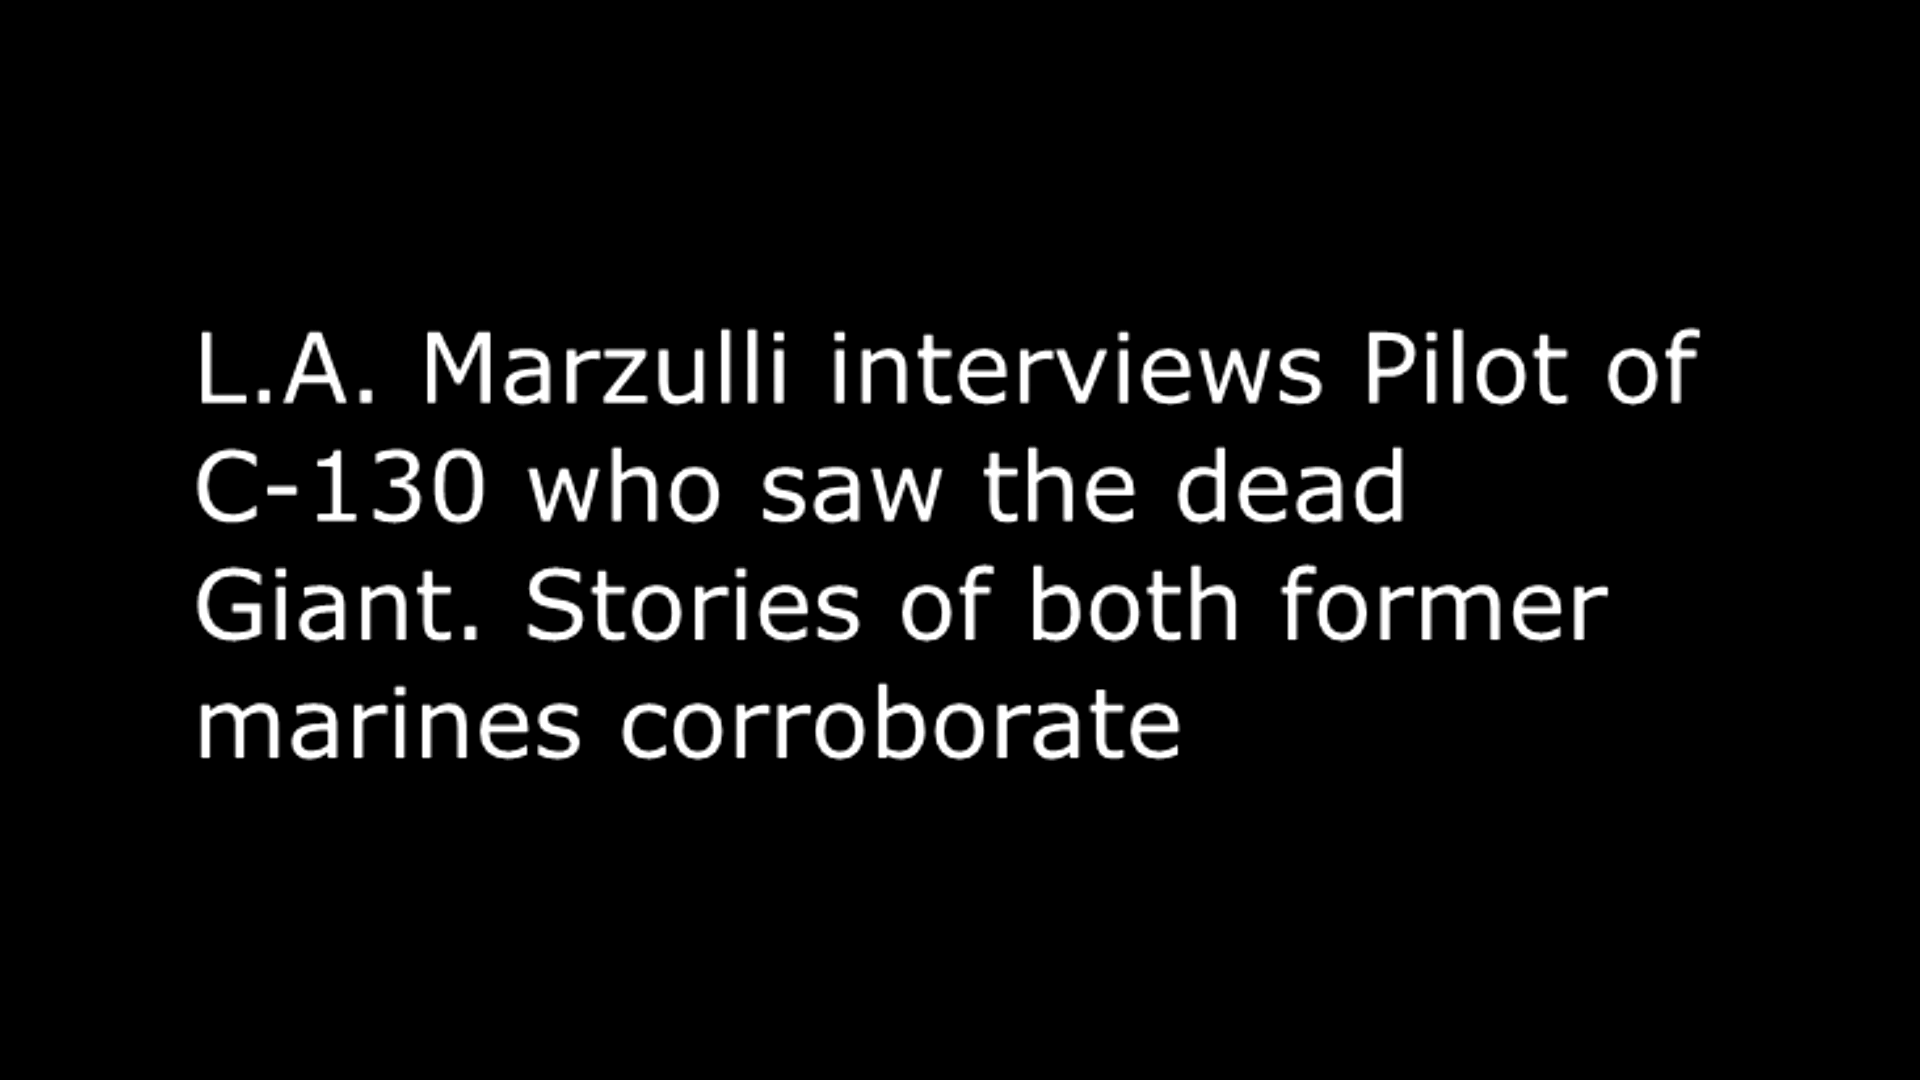 L.A. Marzulli interviews Pilot of
C-130 who saw the dead
Giant. Stories of both former
marines corroborate